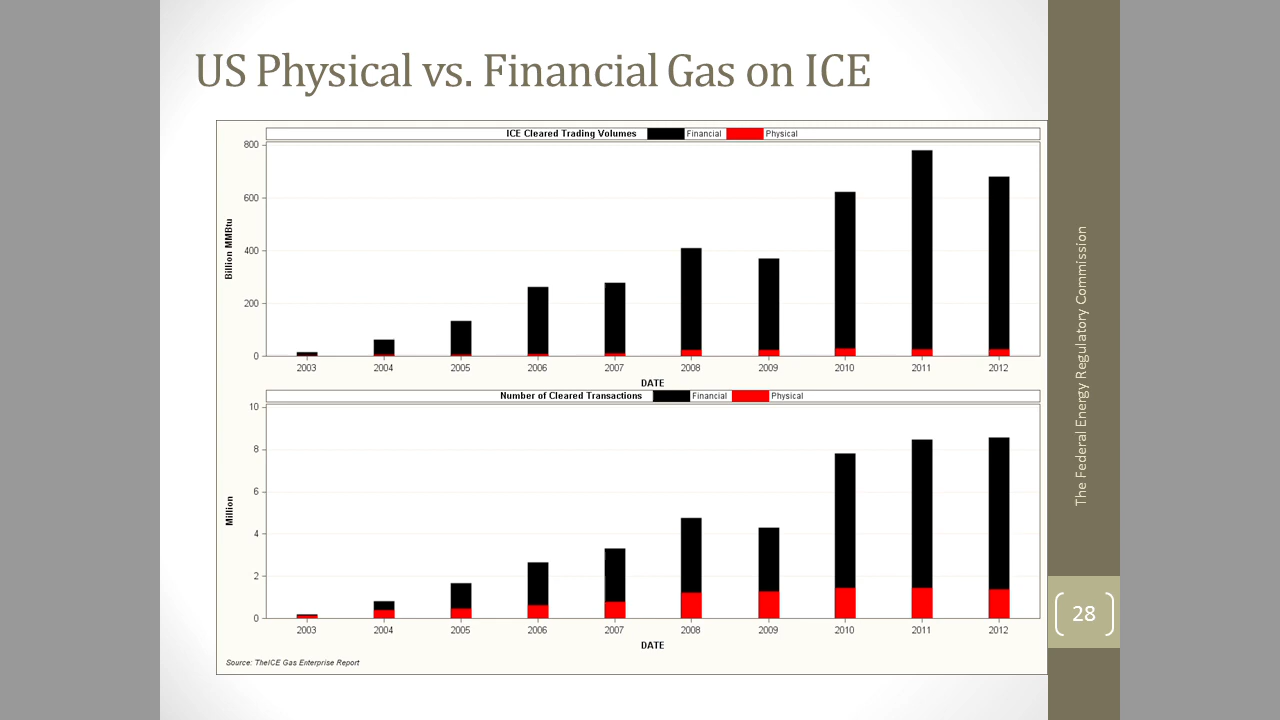 US Physical vs. Financial Gas on ICE
ICE Cleared Trading Volumes Financial Physical
Billion MMBtu
800
600
400
200
0
2003 2004 2005 2006 2007 2008 2009 2010 2011 2012
DATE
Number of Cleared Transactions Financial Physical
Million
10
8
6
4
2
0
2003 2004 2005 2006 2007 2008 2009 2010 2011 2012
DATE
Source: TheICE Gas Enterprise Report
The Federal Energy Regulatory Commission
28